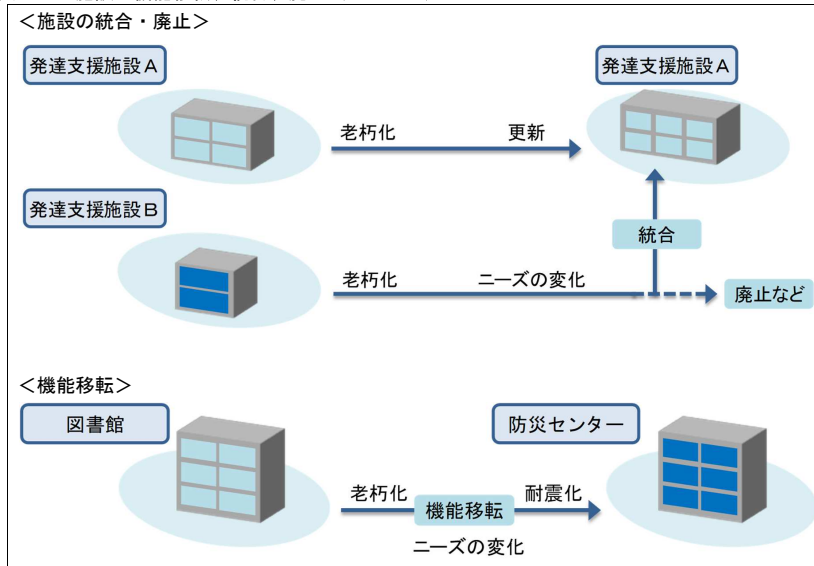 ＜施設の統合・廃止＞
発達支援施設Ａ
発達支援施設Ａ
老朽化
更新
発達支援施設Ｂ
統合
老朽化
ニーズの変化
廃止など
＜機能移転＞
図書館
防災センター
老朽化
機能移転
耐震化
ニーズの変化